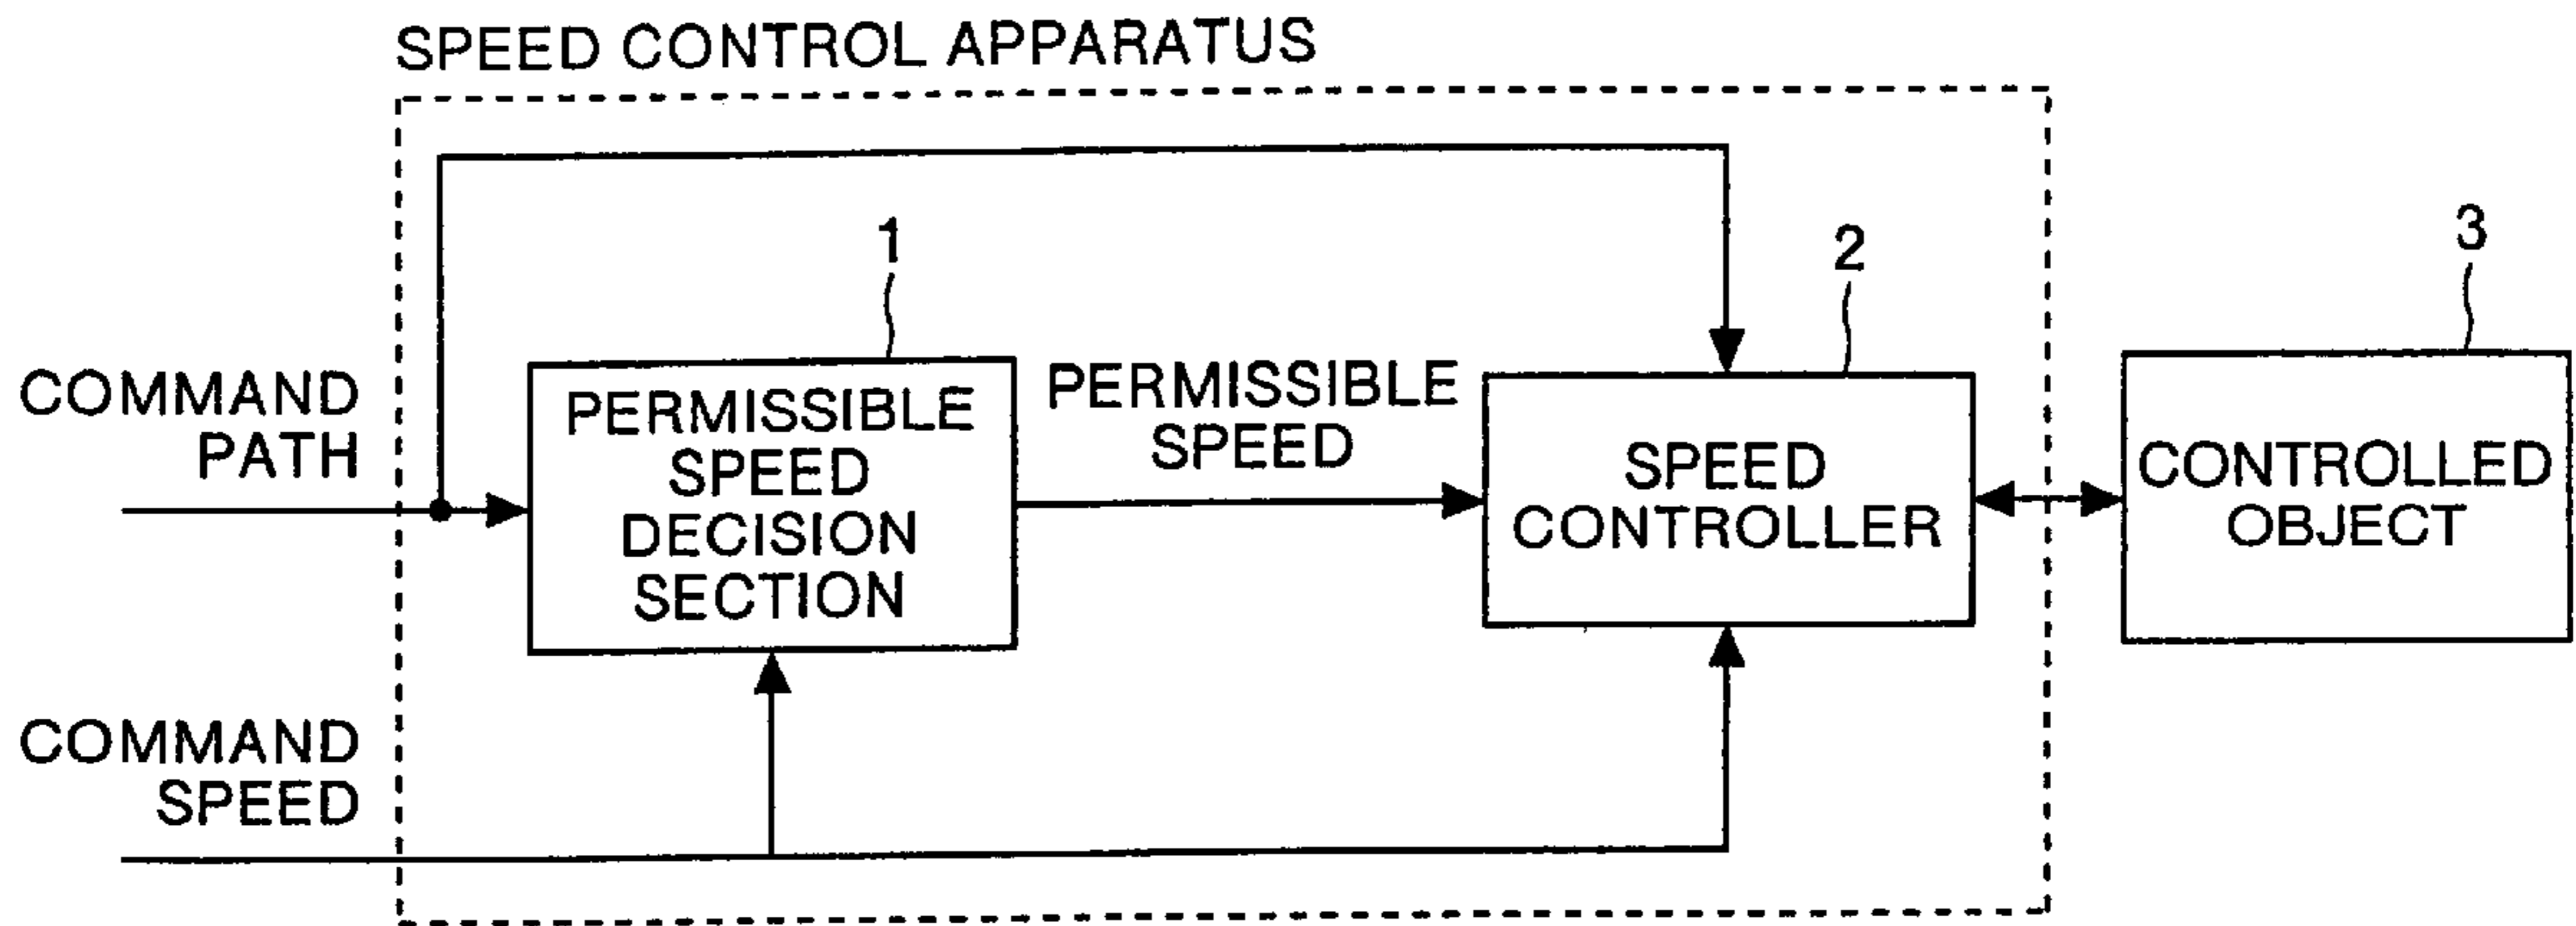 SPEED CONTROL APPARATUS
1
2
3
COMMAND
PATH
PERMISSIBLE
SPEED
DECISION
SECTION
PERMISSIBLE
SPEED
SPEED
CONTROLLER
CONTROLLED
OBJECT
COMMAND
SPEED